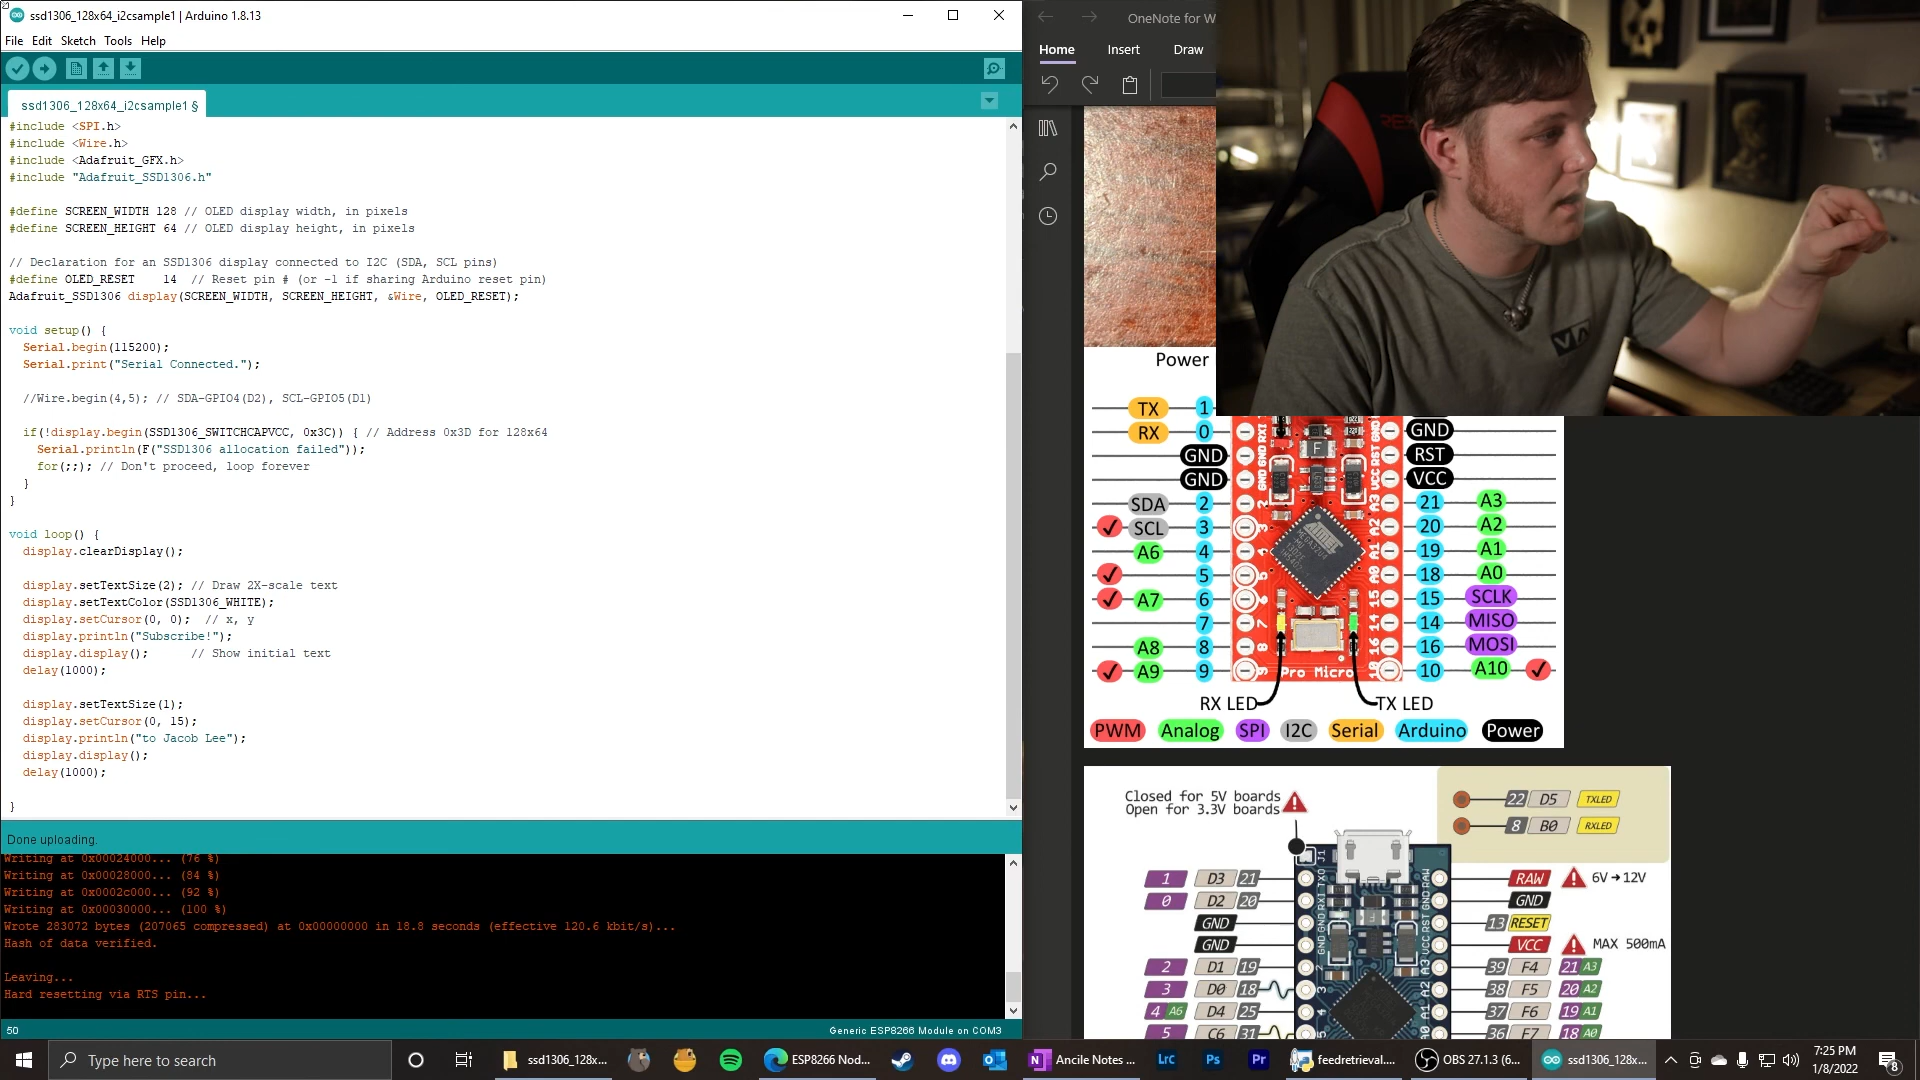 ssd1306_128x64_i2csample1 | Arduino 1.8.13
File Edit Sketch Tools Help
ssd1306_128x64_i2csample1 §
#include <SPI.h>
#include <Wire.h>
#include <Adafruit_GFX.h>
#include "Adafruit_SSD1306.h"
#define SCREEN_WIDTH 128 // OLED display width, in pixels
#define SCREEN_HEIGHT 64 // OLED display height, in pixels
// Declaration for an SSD1306 display connected to I2C (SDA, SCL pins)
#define OLED_RESET 14 // Reset pin # (or -1 if sharing Arduino reset pin)
Adafruit_SSD1306 display(SCREEN_WIDTH, SCREEN_HEIGHT, &Wire, OLED_RESET);
void setup() {
Serial.begin(115200);
Serial.print("Serial Connected.");
//Wire.begin(4,5); // SDA-GPIO4(D2), SCL-GPIO5(D1)
if(!display.begin(SSD1306_SWITCHCAPVCC, 0x3C)) { // Address 0x3D for 128x64
Serial.println(F("SSD1306 allocation failed"));
for(;;); // Don't proceed, loop forever
}
}
void loop() {
display.clearDisplay();
display.setTextSize(2); // Draw 2X-scale text
display.setTextColor(SSD1306_WHITE);
display.setCursor(0, 0); // x, y
display.println("Subscribe!");
display.display(); // Show initial text
delay(1000);
display.setTextSize(1);
display.setCursor(0, 15);
display.println("to Jacob Lee");
display.display();
delay(1000);
}
Done uploading.
Writing at 0x00024000... (76 %)
Writing at 0x00028000... (84 %)
Writing at 0x0002c000... (92 %)
Writing at 0x00030000... (100 %)
Wrote 283072 bytes (207065 compressed) at 0x00000000 in 18.8 seconds (effective 120.6 kbit/s)...
Hash of data verified.
Leaving...
Hard resetting via RTS pin...
50 Generic ESP8266 Module on COM3
OneNote for W
Home Insert Draw
Power
TX 1
RX 0 GND
GND RST
GND VCC
SDA 2 21 A3
SCL 3 20 A2
A6 4 19 A1
5 18 A0
A7 6 15 SCLK
7 14 MISO
A8 8 16 MOSI
A9 9 Pro Micro 10 A10
RX LED TX LED
PWM Analog SPI I2C Serial Arduino Power
Closed for 5V boards
Open for 3.3V boards
22 D5 TXLED
8 B0 RXLED
1 D3 21 RAW 6V→12V
0 D2 20 GND
GND 13 RESET
GND VCC MAX 500mA
2 D1 19 39 F4 21 A3
3 D0 18 38 F5 20 A2
4 A6 D4 25 37 F6 19 A1
5 C6 31 36 F7 18 A0
Type here to search
ssd1306_128x...
ESP8266 Nod...
Ancile Notes ...
Lrc
Ps
Pr
feedretrieval....
OBS 27.1.3 (6...
ssd1306_128x...
7:25 PM
1/8/2022
8